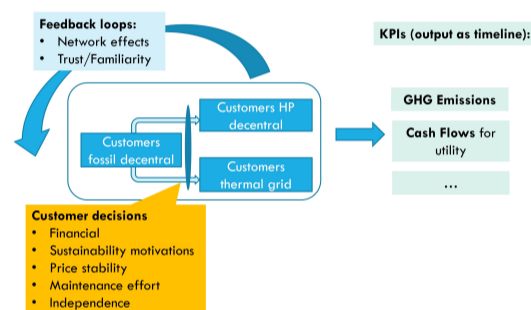 Feedback loops:
• Network effects
• Trust/Familiarity
KPIs (output as timeline):
Customers HP
decentral
Customers
fossil decentral
Customers
thermal grid
GHG Emissions
Cash Flows for
utility
...
Customer decisions
• Financial
• Sustainability motivations
• Price stability
• Maintenance effort
• Independence